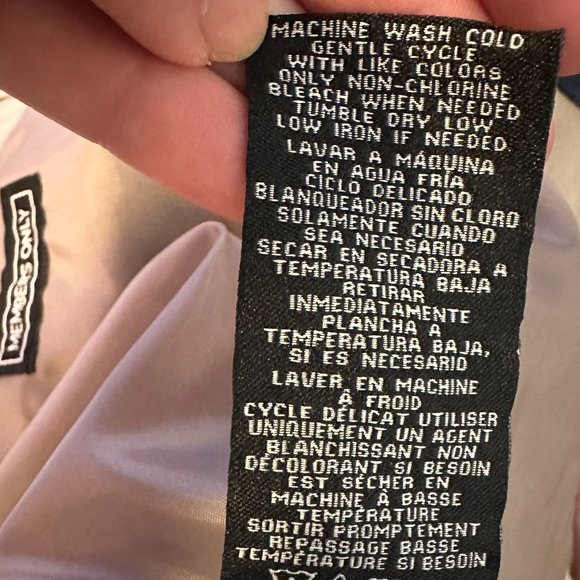 MACHINE WASH COLD
GENTLE CYCLE
WITH LIKE COLORS
ONLY NON-CHLORINE
BLEACH WHEN NEEDED
TUMBLE DRY LOW
LOW IRON IF NEEDED
LAVAR A MÁQUINA
EN AGUA FRÍA
CICLO DELICADO
BLANQUEADOR SIN CLORO
SOLAMENTE CUANDO
SEA NECESARIO
SECAR EN SECADORA A
TEMPERATURA BAJA
RETIRAR
INMEDIATAMENTE
PLANCHA A
TEMPERATURA BAJA,
SI ES NECESARIO
LAVER EN MACHINE
À FROID
CYCLE DÉLICAT UTILISER
UNIQUEMENT UN AGENT
BLANCHISSANT NON
DÉCOLORANT SI BESOIN
EST SÉCHER EN
MACHINE À BASSE
TEMPÉRATURE
SORTIR PROMPTEMENT
REPASSAGE BASSE
TEMPÉRATURE SI BESOIN
MEMBERS ONLY